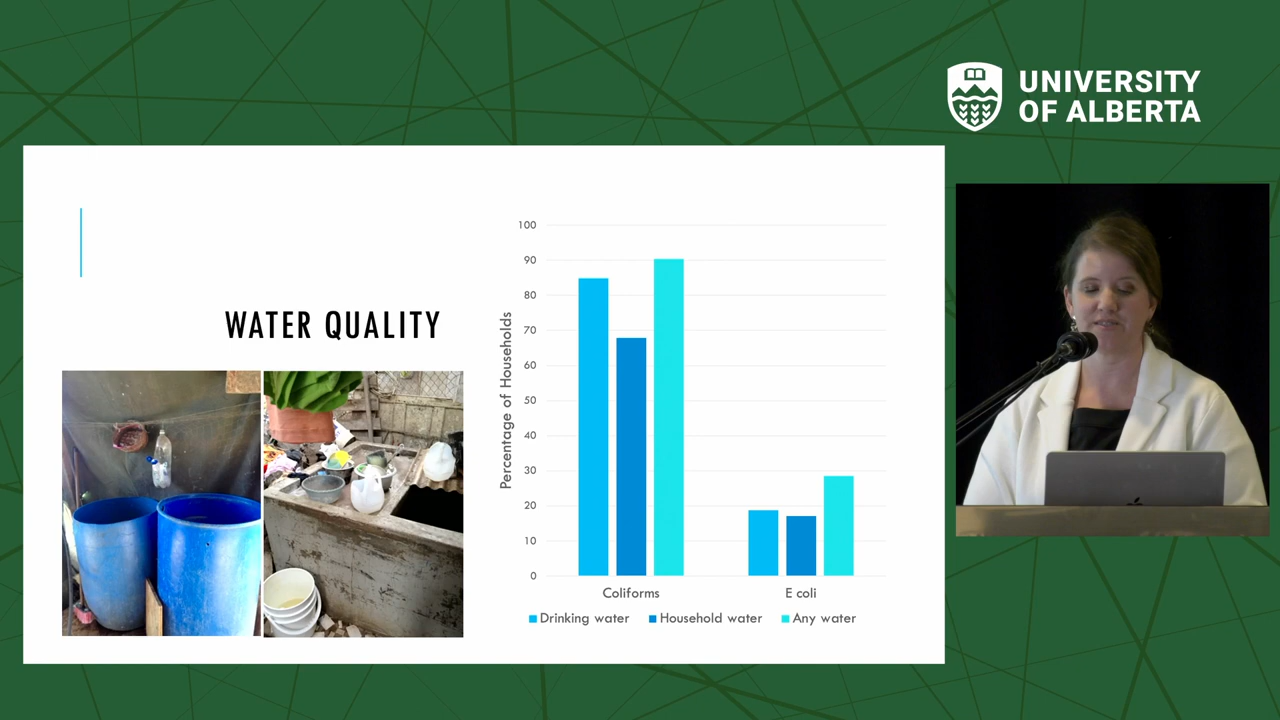 UNIVERSITY
OF ALBERTA
WATER QUALITY
Percentage of Households
100
90
80
70
60
50
40
30
20
10
0
Coliforms E coli
Drinking water Household water Any water